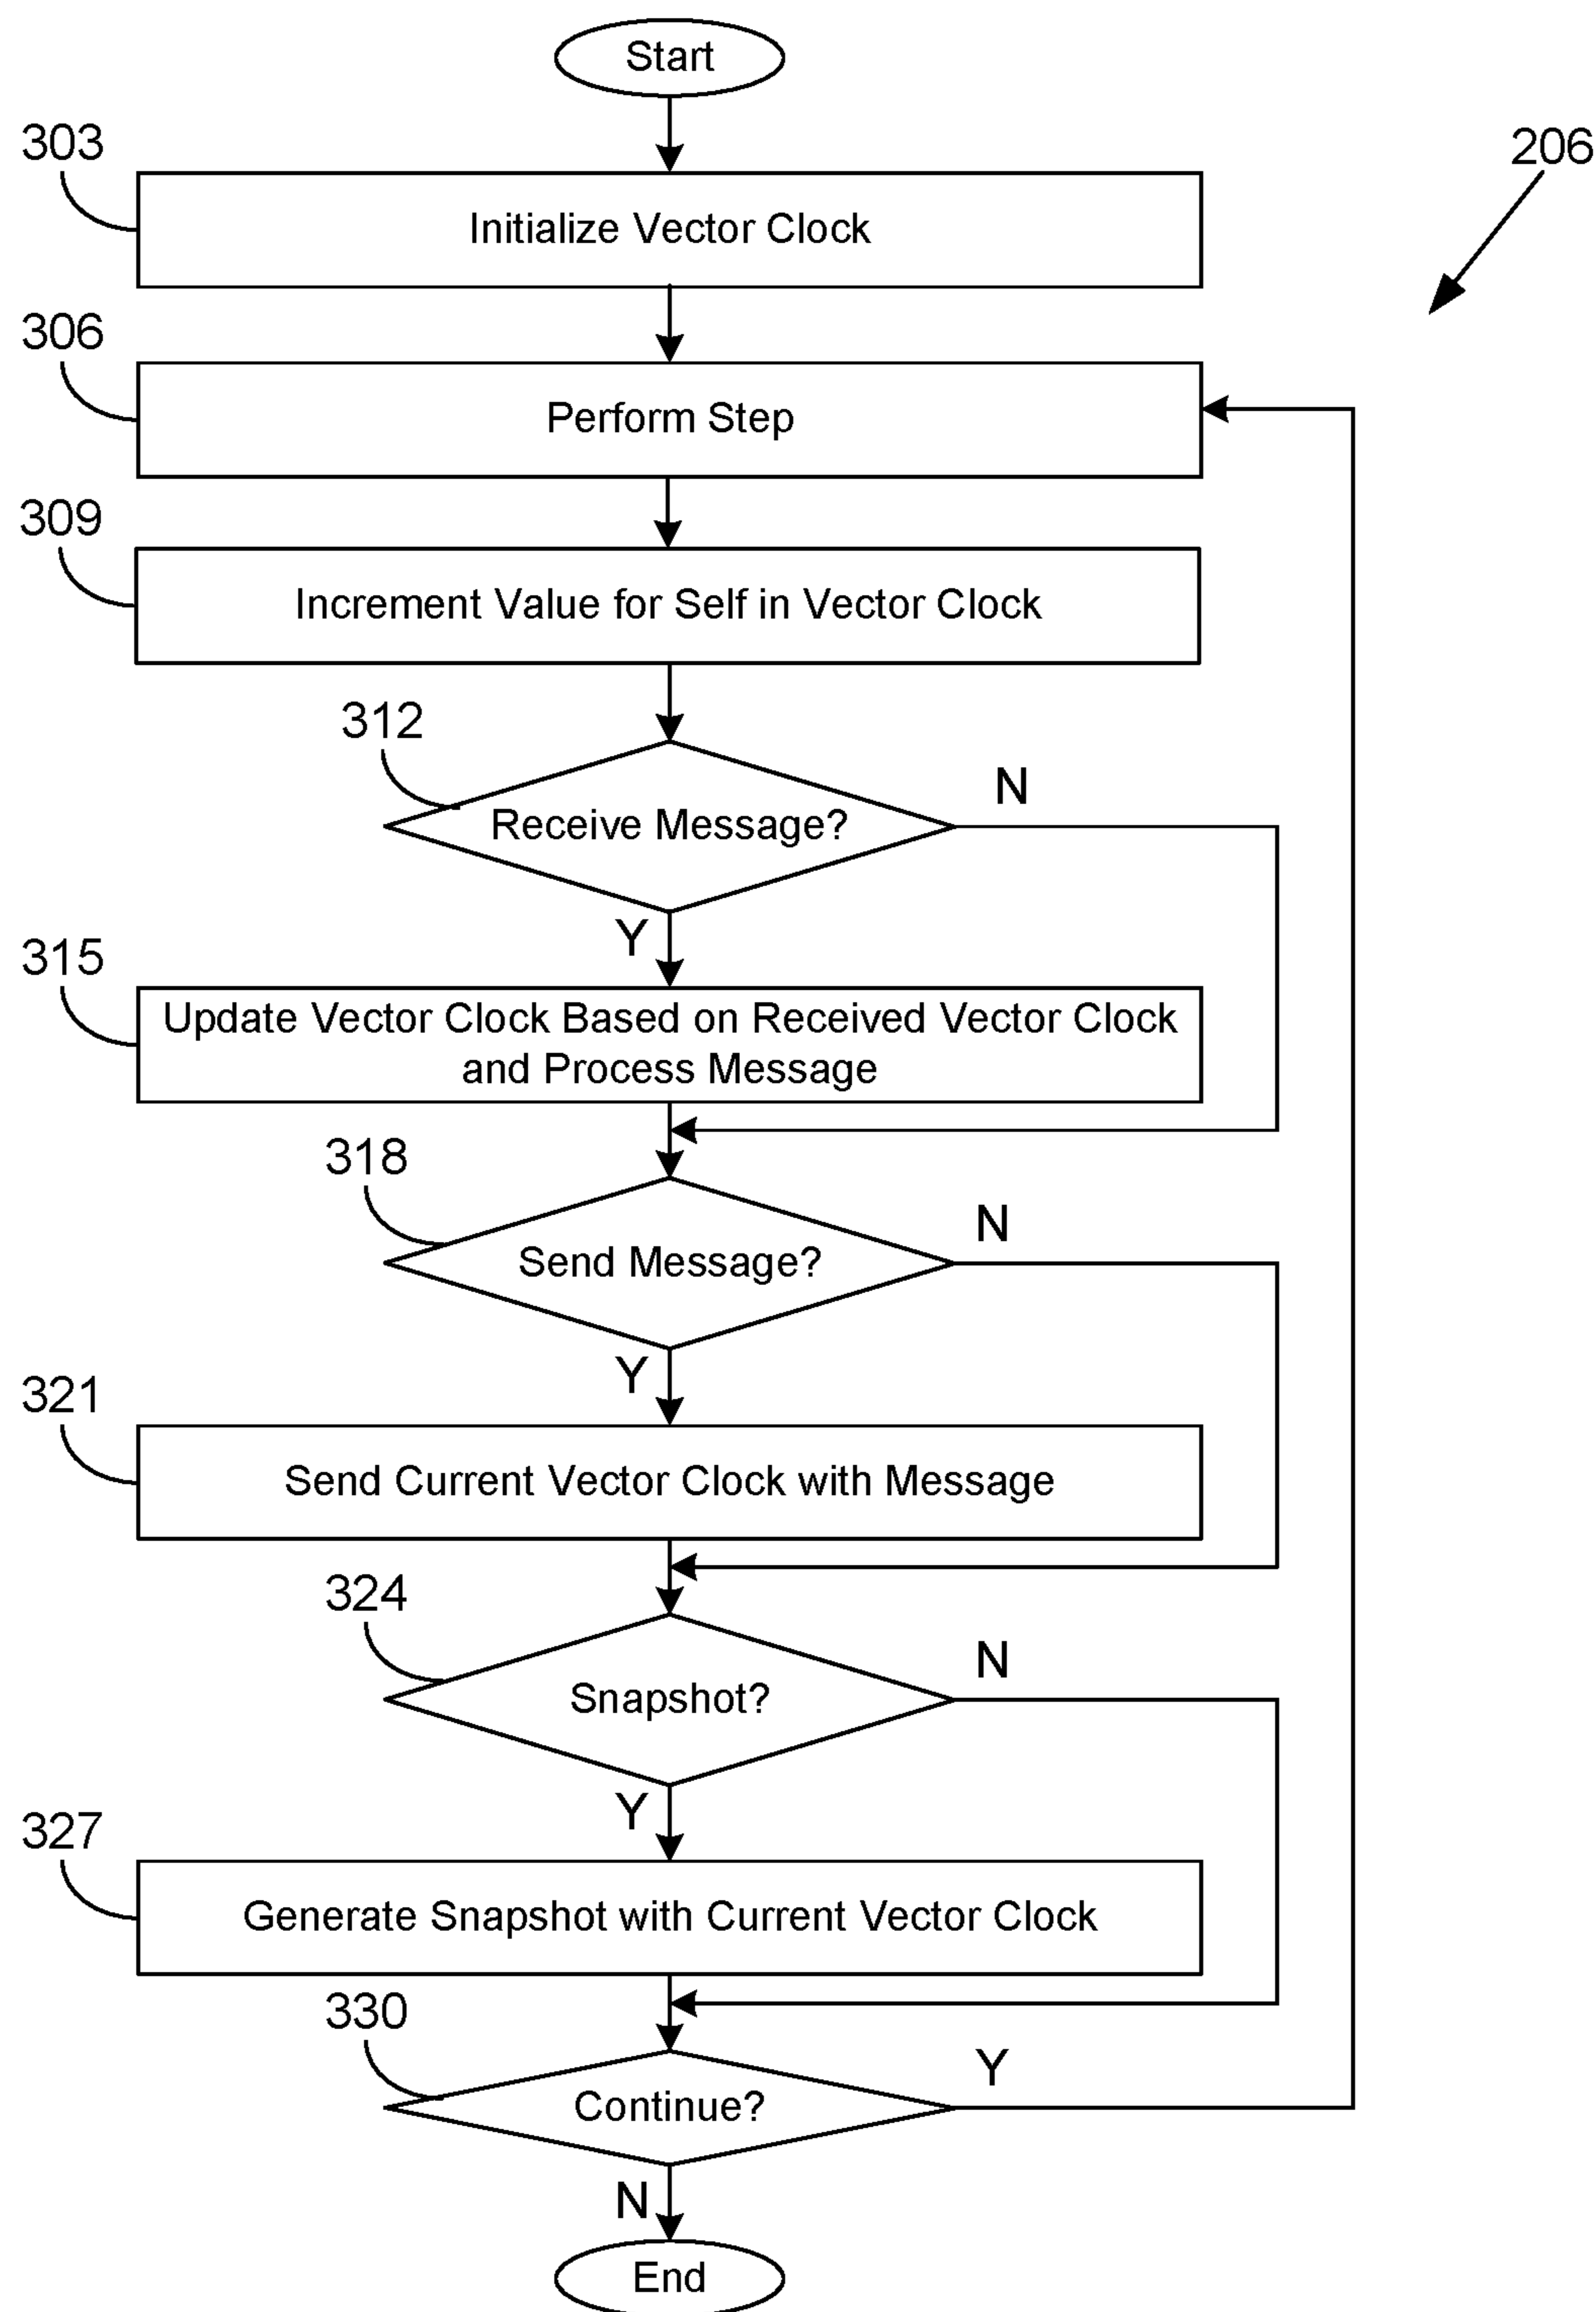 Start
303
206
Initialize Vector Clock
306
Perform Step
309
Increment Value for Self in Vector Clock
312
N
Receive Message?
Y
315
Update Vector Clock Based on Received Vector Clock
and Process Message
318
N
Send Message?
Y
321
Send Current Vector Clock with Message
324
N
Snapshot?
Y
327
Generate Snapshot with Current Vector Clock
330
Y
Continue?
N
End